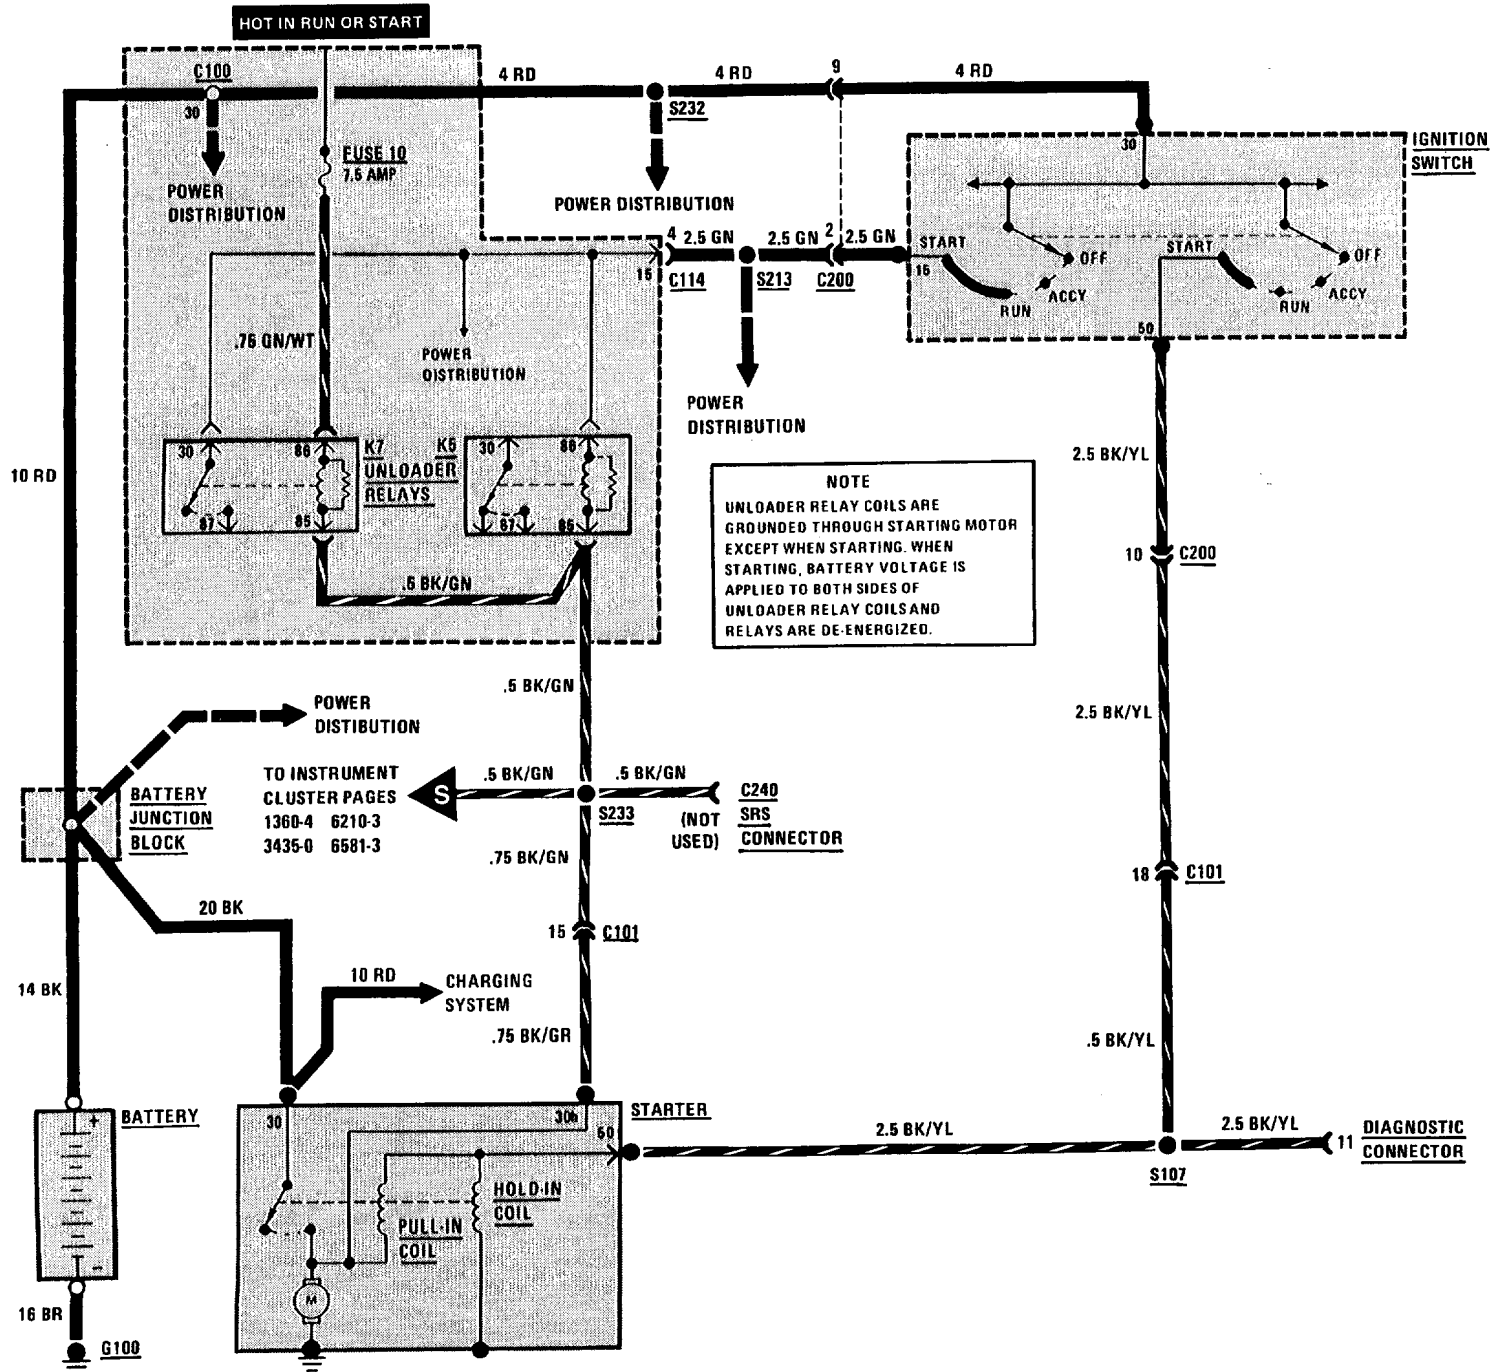 HOT IN RUN OR START
C100
30
4 RD
4 RD
9
4 RD
S232
30
IGNITION
SWITCH
FUSE 10
7.5 AMP
POWER
DISTRIBUTION
POWER DISTRIBUTION
4
2.5 GN
2.5 GN
2
2.5 GN
15
C114
S213
C200
START
15
OFF
ACCY
RUN
START
OFF
ACCY
RUN
50
.75 GN/WT
POWER
DISTRIBUTION
POWER
DISTRIBUTION
30
86
K7
UNLOADER
RELAYS
K6
30
86
87
85
87
85
10 RD
.5 BK/GN
2.5 BK/YL
NOTE
UNLOADER RELAY COILS ARE
GROUNDED THROUGH STARTING MOTOR
EXCEPT WHEN STARTING. WHEN
STARTING, BATTERY VOLTAGE IS
APPLIED TO BOTH SIDES OF
UNLOADER RELAY COILS AND
RELAYS ARE DE-ENERGIZED.
10
C200
.5 BK/GN
2.5 BK/YL
POWER
DISTIBUTION
BATTERY
JUNCTION
BLOCK
TO INSTRUMENT
CLUSTER PAGES
1360-4 6210-3
3435-0 6581-3
S
.5 BK/GN
.5 BK/GN
S233
(NOT
USED)
C240
SRS
CONNECTOR
.75 BK/GN
18
C101
20 BK
15
C101
14 BK
10 RD
CHARGING
SYSTEM
.75 BK/GR
.5 BK/YL
BATTERY
+
-
30
30h
50
STARTER
2.5 BK/YL
2.5 BK/YL
11
DIAGNOSTIC
CONNECTOR
S107
HOLD-IN
COIL
PULL-IN
COIL
M
16 BR
G100